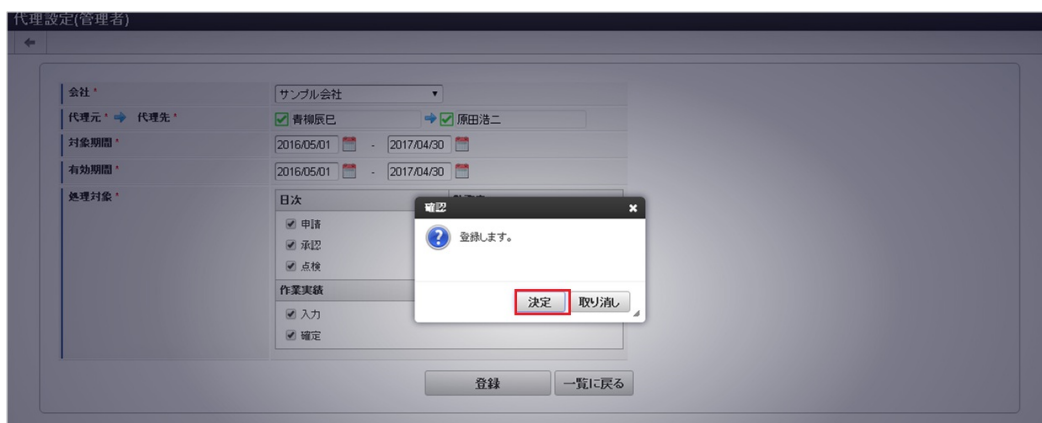 代理設定(管理者)
会社 * サンプル会社
代理元 * 代理先 * 青柳辰巳 原田浩二
対象期間 * 2016/05/01 - 2017/04/30
有効期間 * 2016/05/01 - 2017/04/30
処理対象 * 日次
申請
承認
点検
作業実績
入力
確定
確認
登録します。
決定 取り消し
登録 一覧に戻る